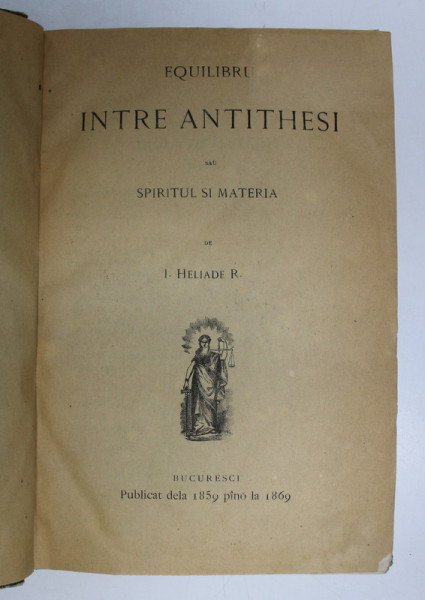 EQUILIBRU
INTRE ANTITHESI
SAU
SPIRITUL SI MATERIA
DE
I. HELIADE R.
BUCURESCI
Publicat dela 1859 pînŏ la 1869